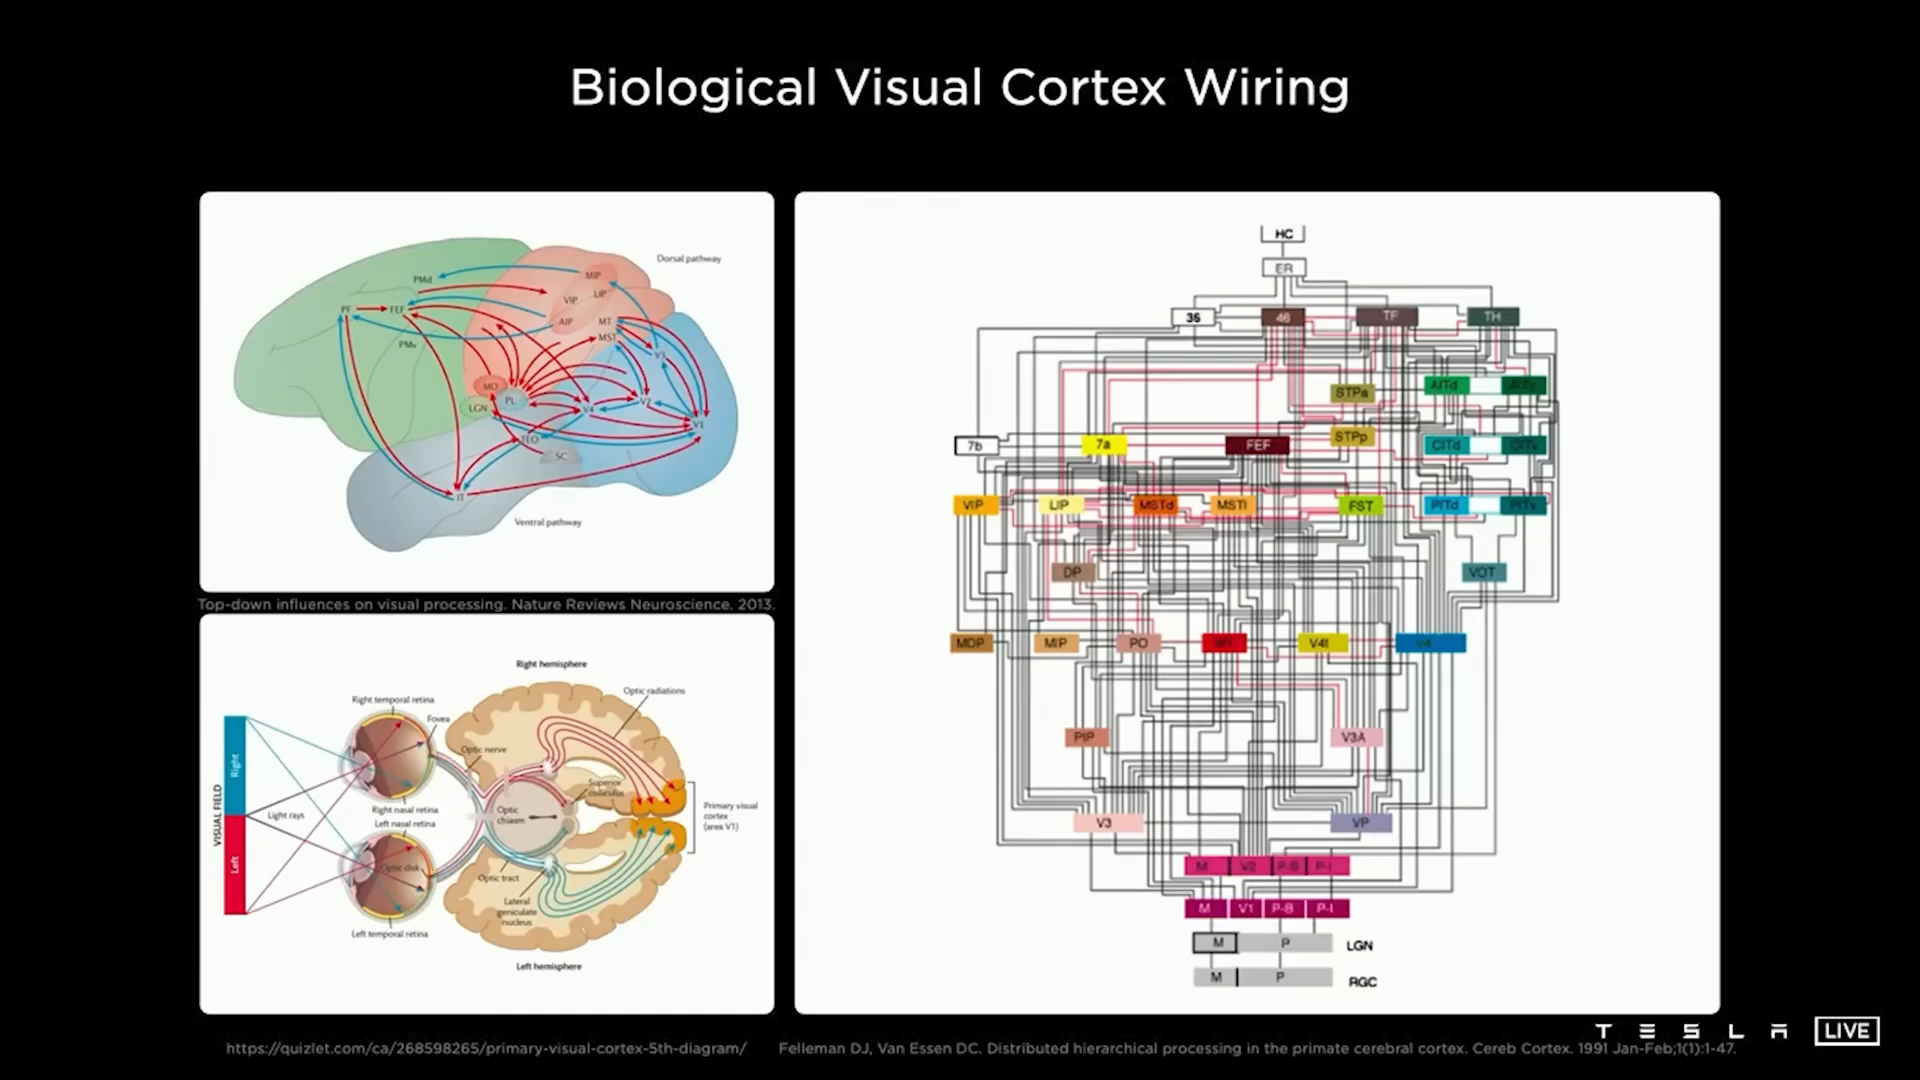 Biological Visual Cortex Wiring
Dorsal pathway
PMd
MIP
VIP
LIP
PF
FEF
AIP
MT
MST
PMv
V3
MD
PL
LGN
V4
V2
V1
TEO
SC
IT
Ventral pathway
Top-down influences on visual processing. Nature Reviews Neuroscience. 2013.
Right hemisphere
Optic radiations
Right temporal retina
Fovea
Optic nerve
Superior
colliculus
Right
VISUAL FIELD
Left
Light rays
Right nasal retina
Left nasal retina
Optic
chiasm
Primary visual
cortex
(area V1)
Optic disk
Optic tract
Lateral
geniculate
nucleus
Left temporal retina
Left hemisphere
HC
ER
36
46
TF
TH
STPa
AITd
AITv
7b
7a
FEF
STPp
CITd
CITv
VIP
LIP
MSTd
MSTl
FST
PITd
PITv
DP
VOT
MDP
MIP
PO
MT
V4t
V4
PIP
V3A
V3
VP
M V2 P-B P-I
M V1 P-B P-I
M P LGN
M P RGC
TESLA LIVE
https://quizlet.com/ca/268598265/primary-visual-cortex-5th-diagram/
Felleman DJ, Van Essen DC. Distributed hierarchical processing in the primate cerebral cortex. Cereb Cortex. 1991 Jan-Feb;1(1):1-47.